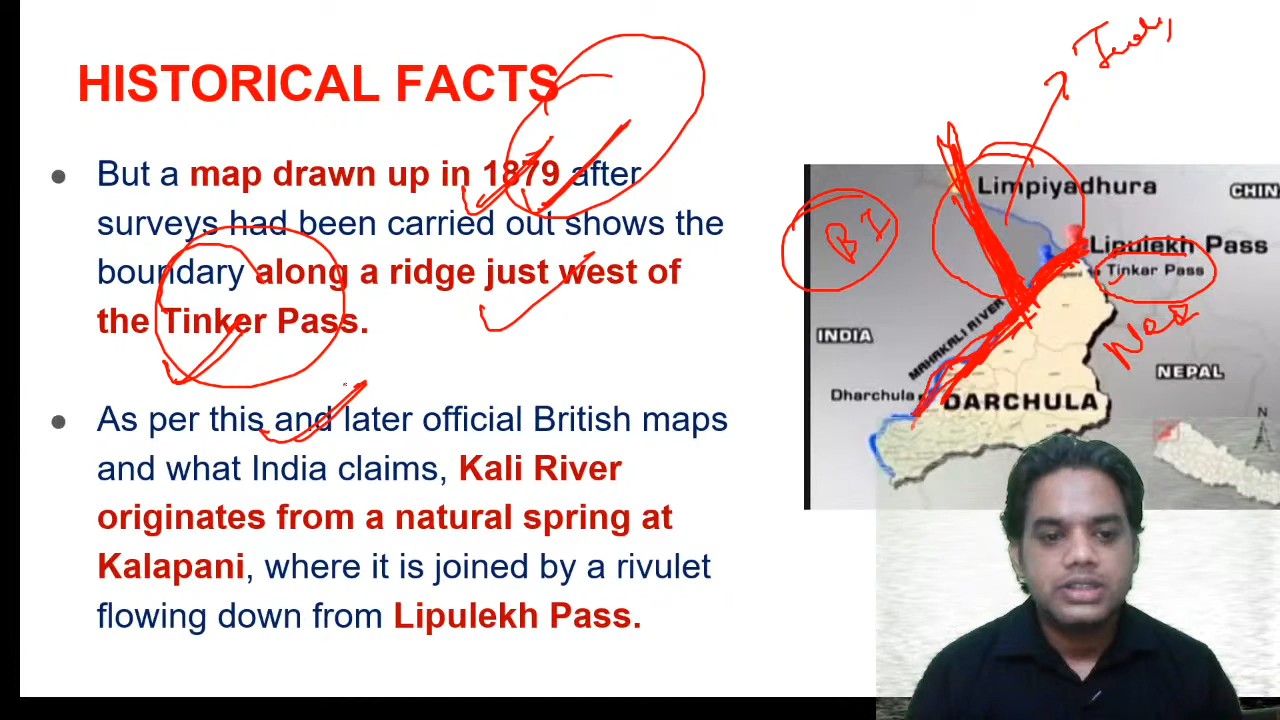 HISTORICAL FACTS
● But a map drawn up in 1879 after
surveys had been carried out shows the
boundary along a ridge just west of
the Tinker Pass.
● As per this and later official British maps
and what India claims, Kali River
originates from a natural spring at
Kalapani, where it is joined by a rivulet
flowing down from Lipulekh Pass.
Limpiyadhura
CHIN
Lipulekh Pass
Tinkar Pass
B I
INDIA
MAHAKALI RIVER
NEPAL
Dharchula
DARCHULA
N